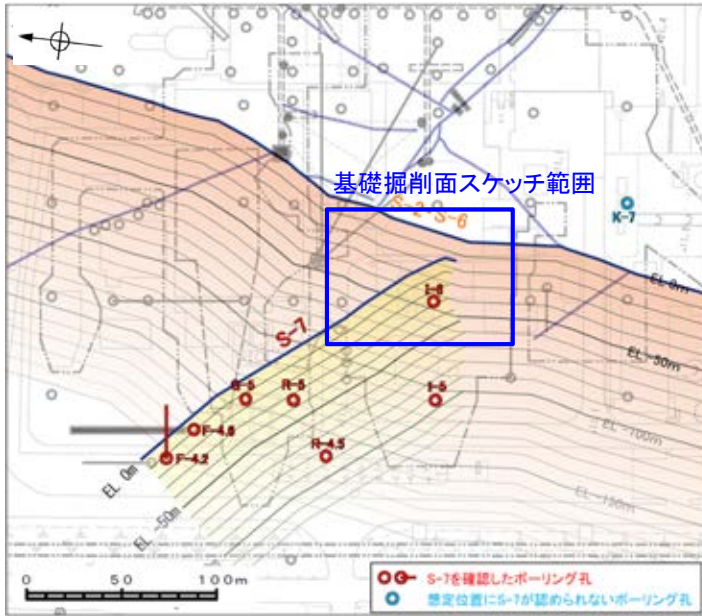 基礎掘削面スケッチ範囲
S-2・S-6
K-7
EL 0m
I-6
S-7
EL -50m
G-5
R-5
I-5
EL -100m
F-4.8
R-4.5
F-4.2
EL 0m
EL -150m
EL -50m
0 50 100m
S-7を確認したボーリング孔
想定位置にS-7が認められないボーリング孔